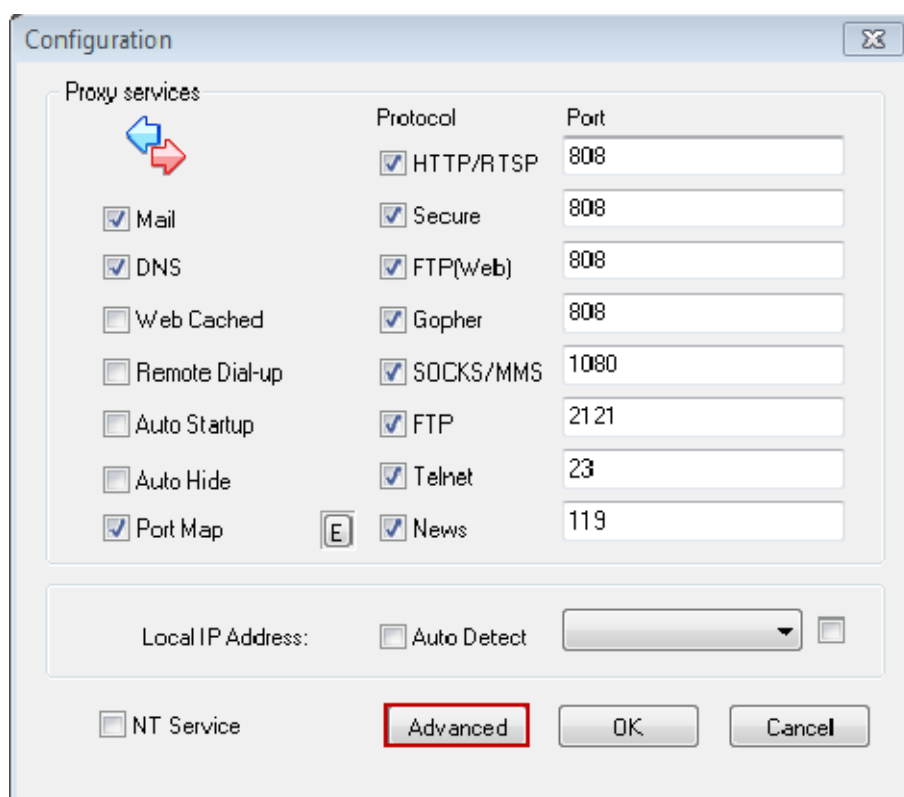 Configuration
Proxy services
Protocol Port
HTTP/RTSP 808
Mail Secure 808
DNS FTP(Web) 808
Web Cached Gopher 808
Remote Dial-up SOCKS/MMS 1080
Auto Startup FTP 2121
Auto Hide Telnet 23
Port Map E News 119
Local IP Address: Auto Detect
NT Service Advanced OK Cancel